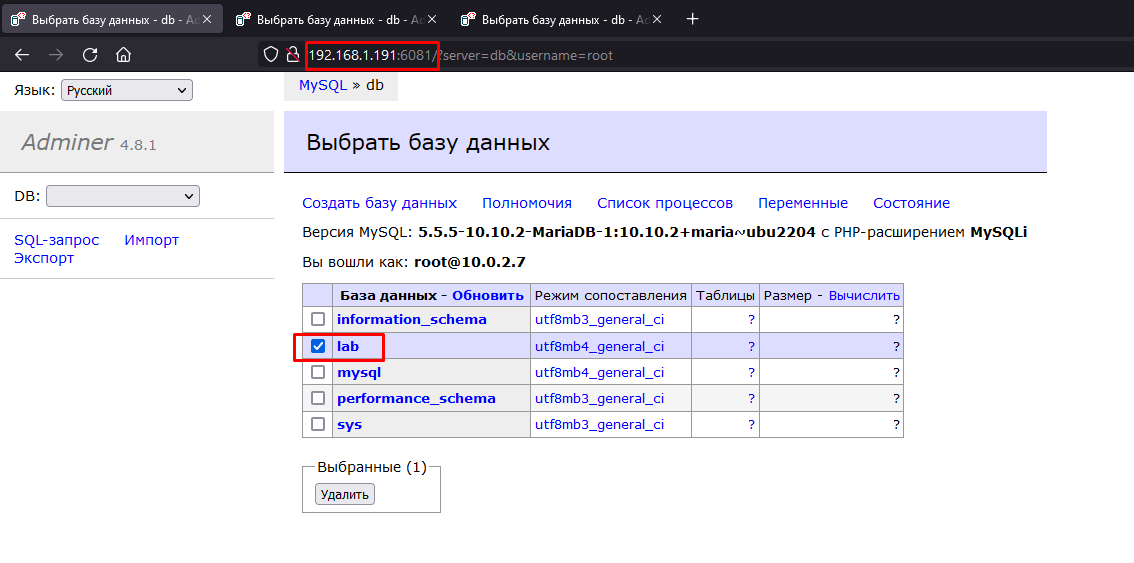 Выбрать базу данных - db - Ad
Выбрать базу данных - db - Ad
Выбрать базу данных - db - Ad
192.168.1.191:6081/?server=db&username=root
Язык: Русский
MySQL » db
Adminer 4.8.1
Выбрать базу данных
DB:
Создать базу данных Полномочия Список процессов Переменные Состояние
SQL-запрос Импорт
Экспорт
Версия MySQL: 5.5.5-10.10.2-MariaDB-1:10.10.2+maria~ubu2204 с PHP-расширением MySQLi
Вы вошли как: root@10.0.2.7
База данных - Обновить Режим сопоставления Таблицы Размер - Вычислить
information_schema utf8mb3_general_ci ? ?
lab utf8mb4_general_ci ? ?
mysql utf8mb4_general_ci ? ?
performance_schema utf8mb3_general_ci ? ?
sys utf8mb3_general_ci ? ?
Выбранные (1)
Удалить